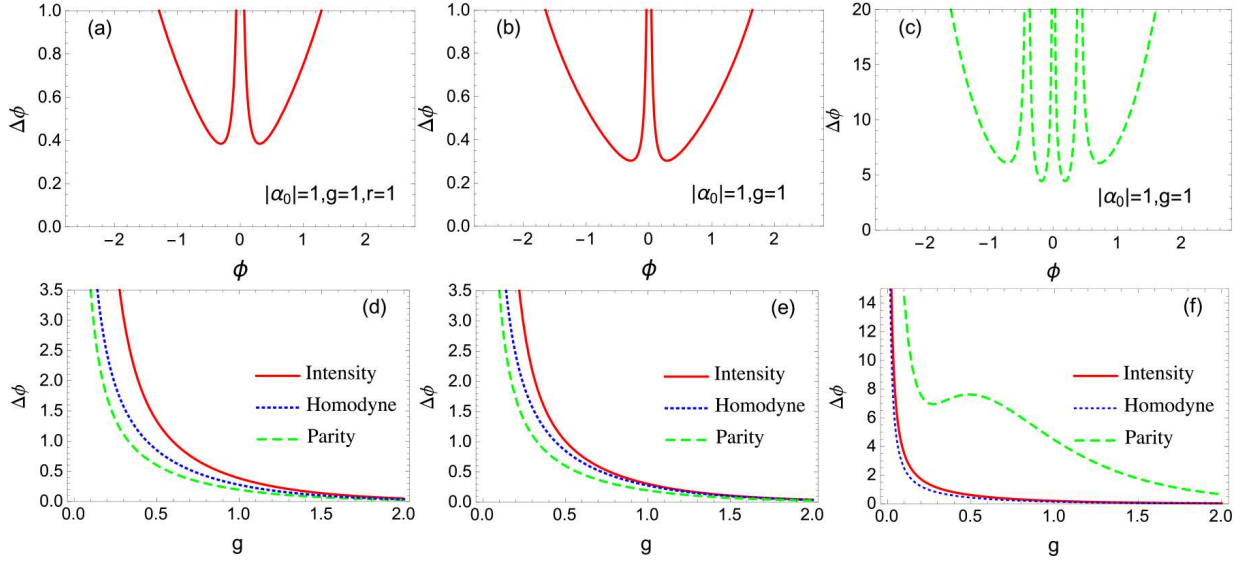 (a)
1.0
0.8
0.6
0.4
0.2
0.0
Δϕ
−2
−1
0
1
2
ϕ
|α₀|=1,g=1,r=1
(b)
1.0
0.8
0.6
0.4
0.2
0.0
Δϕ
−2
−1
0
1
2
ϕ
|α₀|=1,g=1
(c)
20
15
10
5
0
Δϕ
−2
−1
0
1
2
ϕ
|α₀|=1,g=1
(d)
3.5
3.0
2.5
2.0
1.5
1.0
0.5
0.0
Δϕ
Intensity
Homodyne
Parity
0.0
0.5
1.0
1.5
2.0
g
(e)
3.5
3.0
2.5
2.0
1.5
1.0
0.5
0.0
Δϕ
Intensity
Homodyne
Parity
0.0
0.5
1.0
1.5
2.0
g
(f)
14
12
10
8
6
4
2
0
Δϕ
Intensity
Homodyne
Parity
0.0
0.5
1.0
1.5
2.0
g